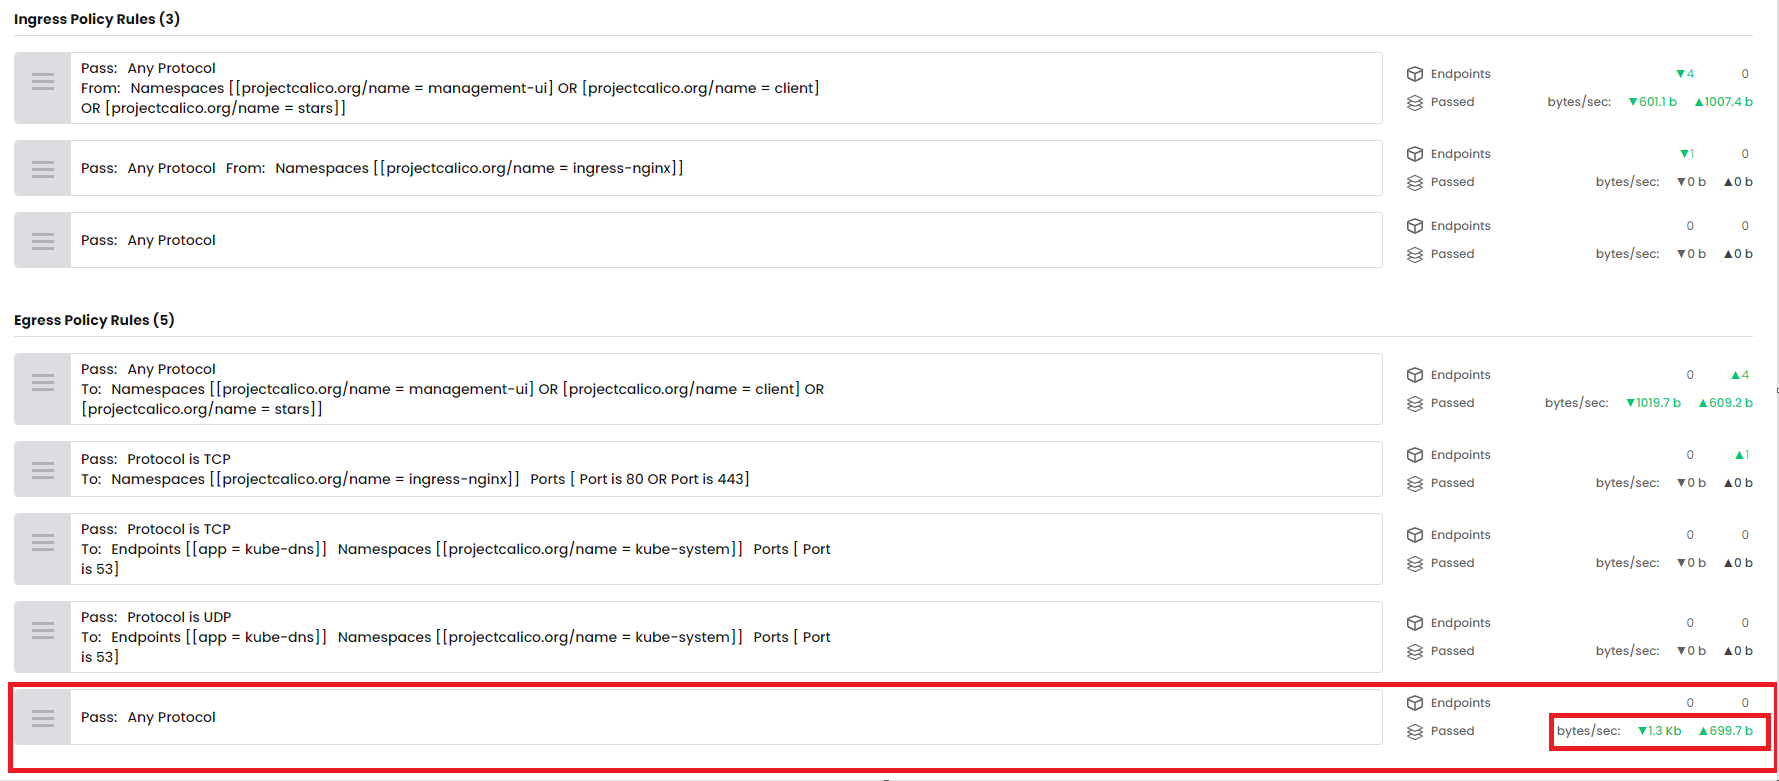 Ingress Policy Rules (3)
Pass: Any Protocol
From: Namespaces [[projectcalico.org/name = management-ui] OR [projectcalico.org/name = client]
OR [projectcalico.org/name = stars]]
Endpoints ▼4 0
Passed bytes/sec: ▼601.1 b ▲1007.4 b
Pass: Any Protocol From: Namespaces [[projectcalico.org/name = ingress-nginx]]
Endpoints ▼1 0
Passed bytes/sec: ▼0 b ▲0 b
Pass: Any Protocol
Endpoints 0 0
Passed bytes/sec: ▼0 b ▲0 b
Egress Policy Rules (5)
Pass: Any Protocol
To: Namespaces [[projectcalico.org/name = management-ui] OR [projectcalico.org/name = client] OR
[projectcalico.org/name = stars]]
Endpoints 0 ▲4
Passed bytes/sec: ▼1019.7 b ▲609.2 b
Pass: Protocol is TCP
To: Namespaces [[projectcalico.org/name = ingress-nginx]] Ports [ Port is 80 OR Port is 443]
Endpoints 0 ▲1
Passed bytes/sec: ▼0 b ▲0 b
Pass: Protocol is TCP
To: Endpoints [[app = kube-dns]] Namespaces [[projectcalico.org/name = kube-system]] Ports [ Port
is 53]
Endpoints 0 0
Passed bytes/sec: ▼0 b ▲0 b
Pass: Protocol is UDP
To: Endpoints [[app = kube-dns]] Namespaces [[projectcalico.org/name = kube-system]] Ports [ Port
is 53]
Endpoints 0 0
Passed bytes/sec: ▼0 b ▲0 b
Pass: Any Protocol
Endpoints 0 0
Passed bytes/sec: ▼1.3 Kb ▲699.7 b